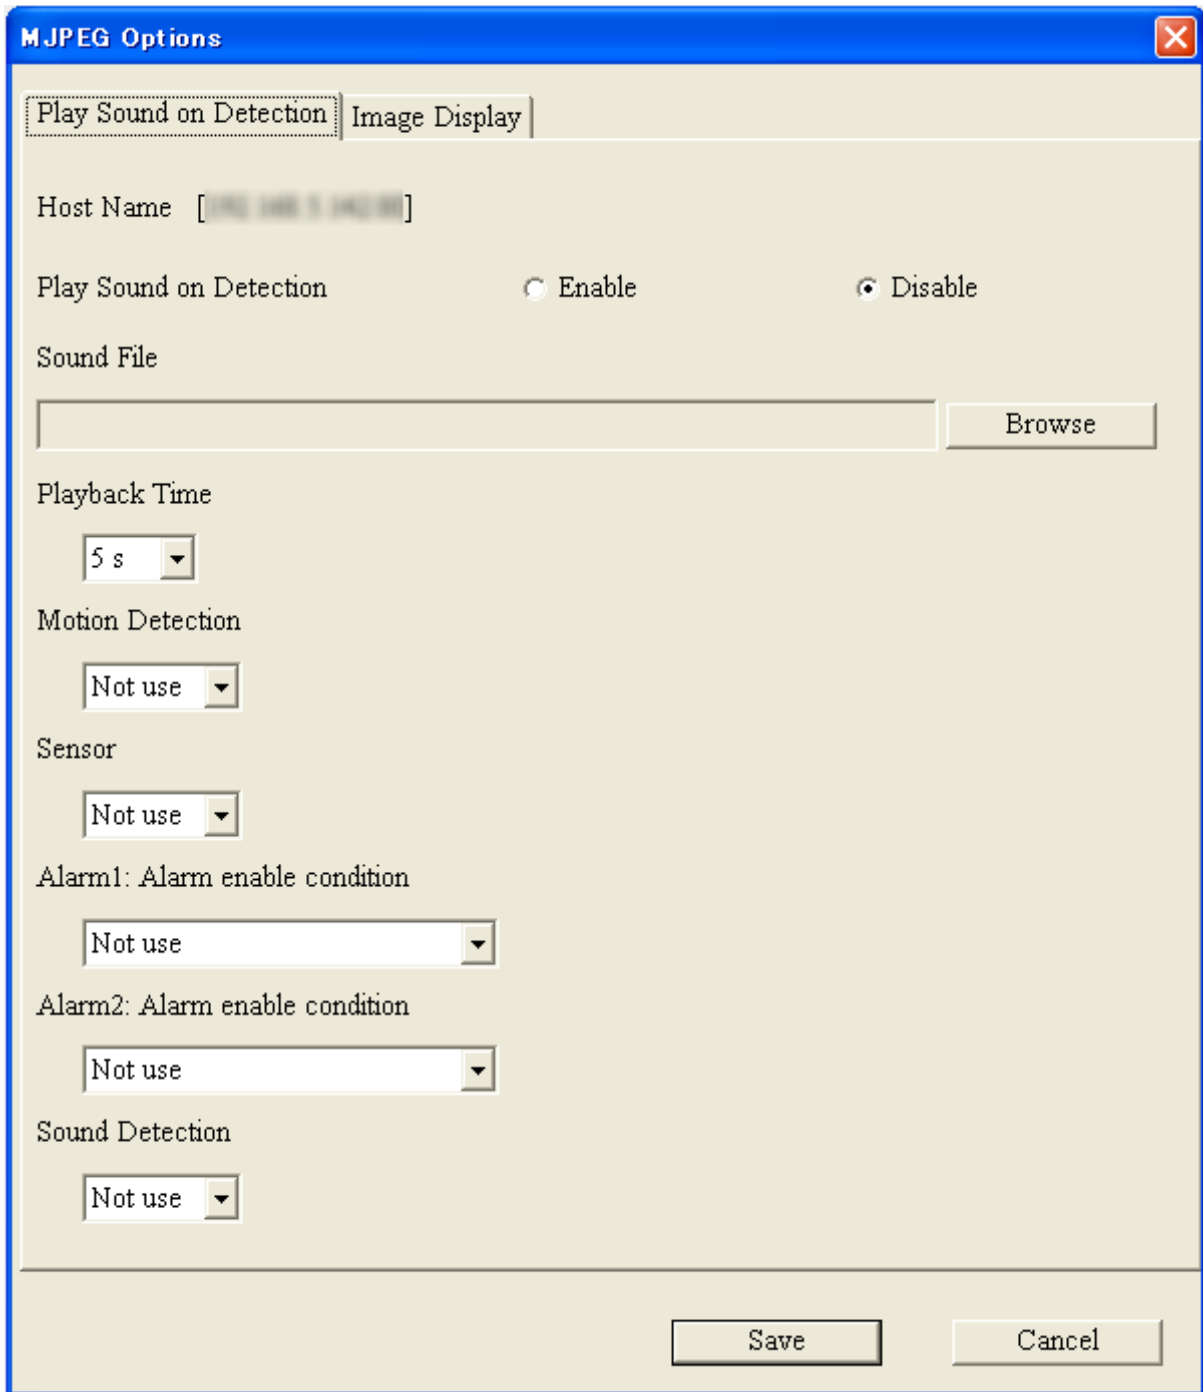 MJPEG Options
Play Sound on Detection Image Display
Host Name [ ]
Play Sound on Detection Enable Disable
Sound File
Browse
Playback Time
5 s
Motion Detection
Not use
Sensor
Not use
Alarm1: Alarm enable condition
Not use
Alarm2: Alarm enable condition
Not use
Sound Detection
Not use
Save Cancel